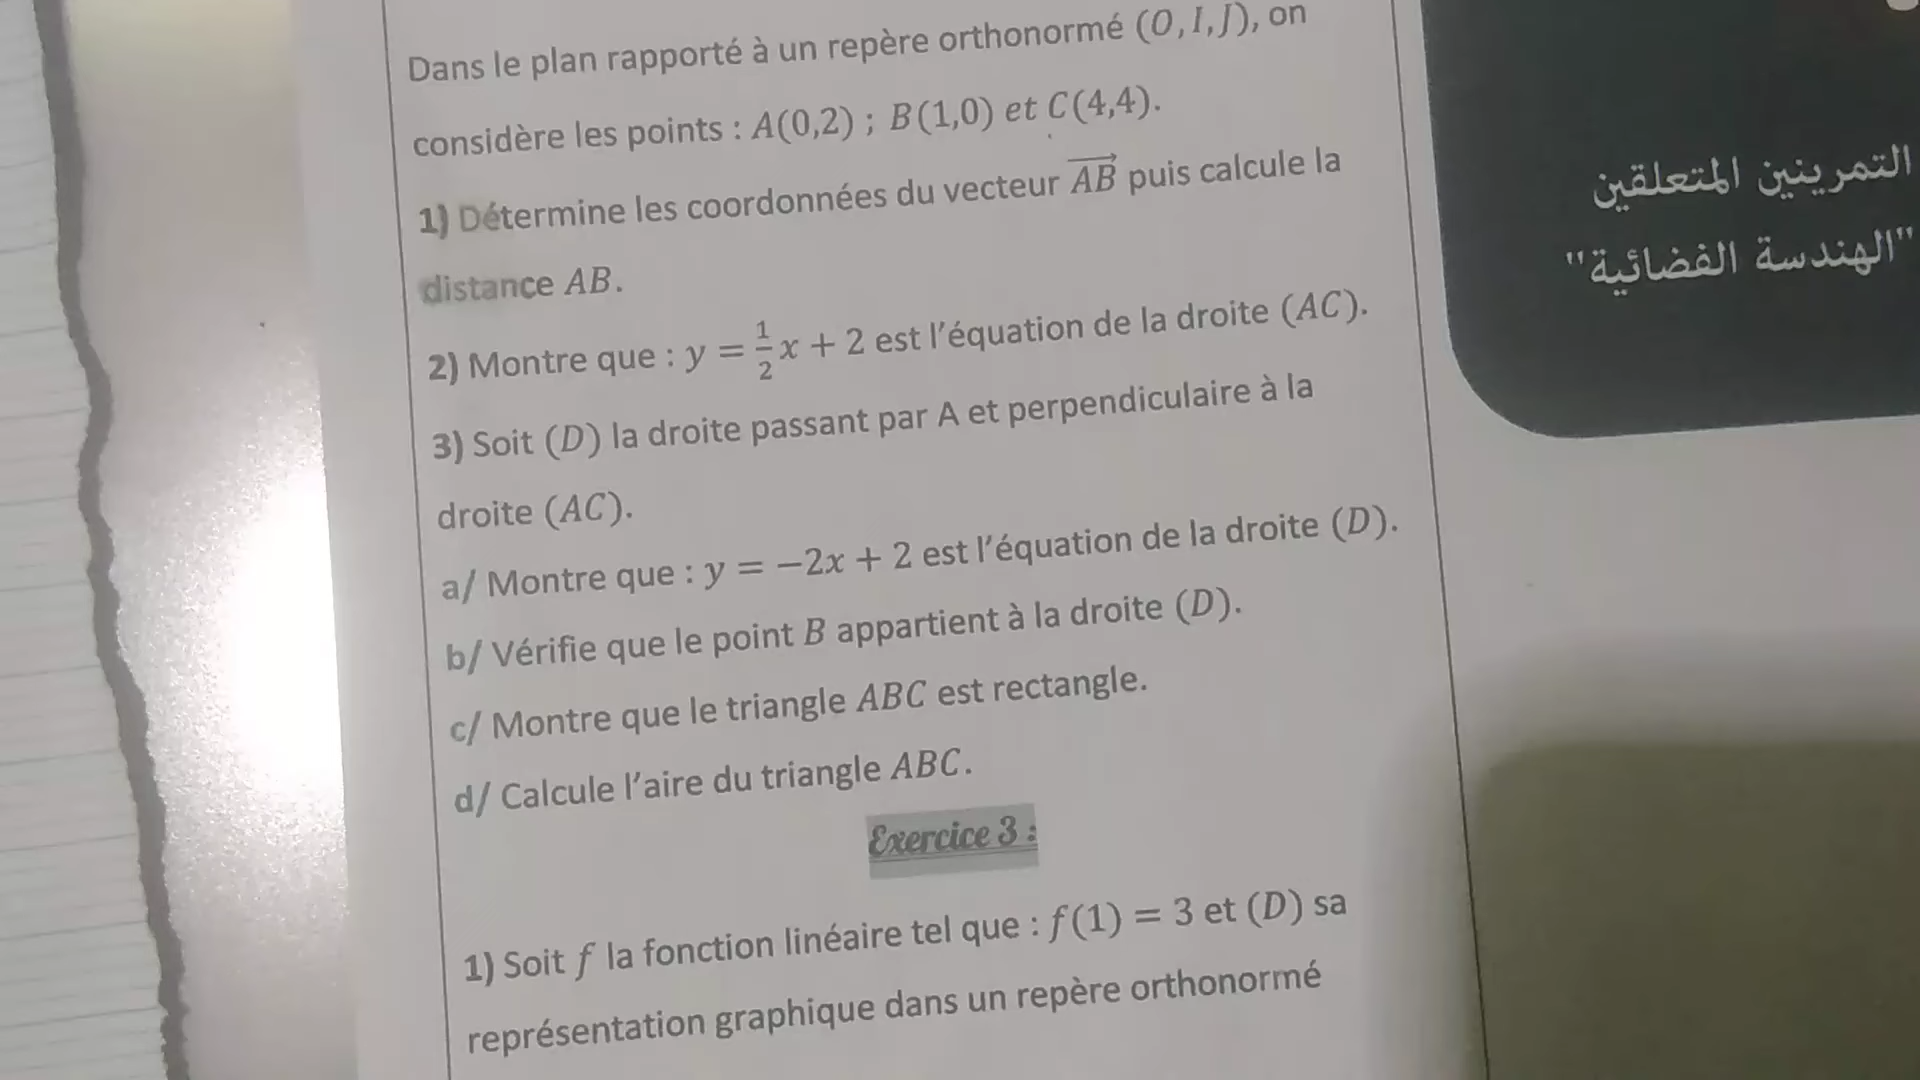 Dans le plan rapporté à un repère orthonormé (O, I, J), on
considère les points : A(0,2) ; B(1,0) et C(4,4).
1) Détermine les coordonnées du vecteur \overrightarrow{AB} puis calcule la
distance AB.
2) Montre que : y = \frac{1}{2}x + 2 est l'équation de la droite (AC).
3) Soit (D) la droite passant par A et perpendiculaire à la
droite (AC).
a/ Montre que : y = −2x + 2 est l'équation de la droite (D).
b/ Vérifie que le point B appartient à la droite (D).
c/ Montre que le triangle ABC est rectangle.
d/ Calcule l'aire du triangle ABC.
Exercice 3 :
1) Soit f la fonction linéaire tel que : f(1) = 3 et (D) sa
représentation graphique dans un repère orthonormé
التمرينين المتعلقين
"الهندسة الفضائية"